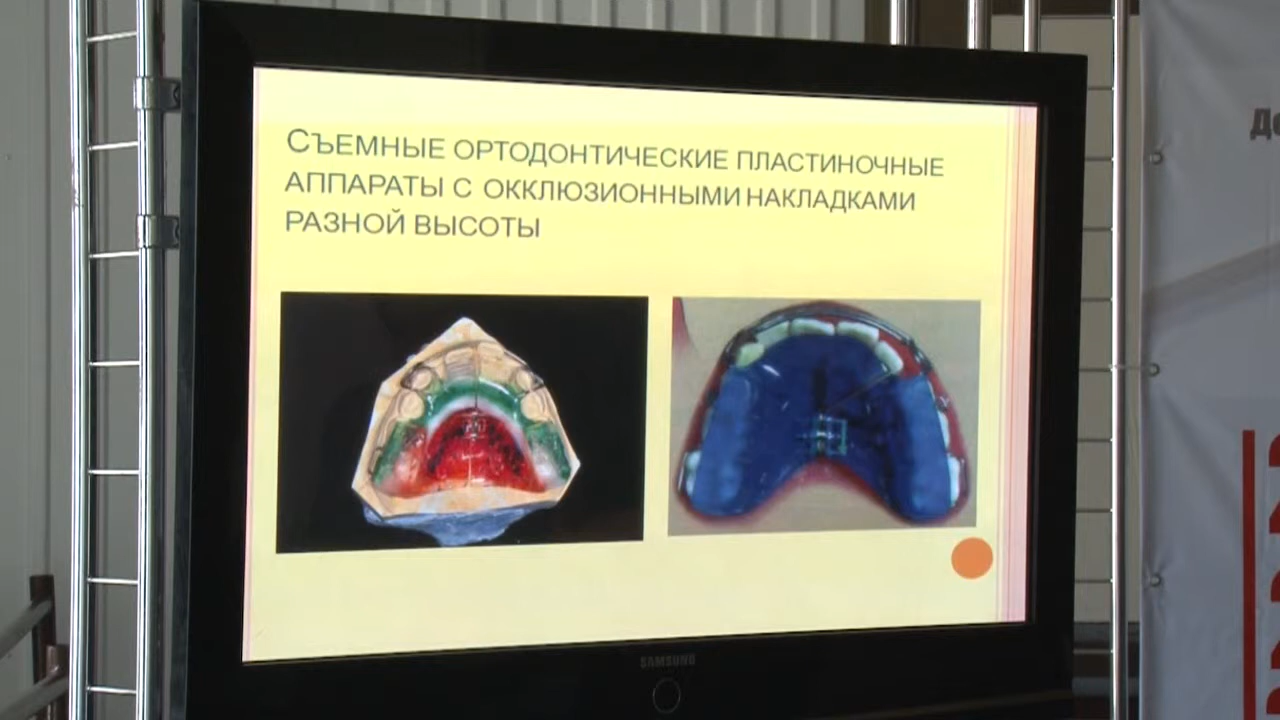 СЪЕМНЫЕ ОРТОДОНТИЧЕСКИЕ ПЛАСТИНОЧНЫЕ
АППАРАТЫ С ОККЛЮЗИОННЫМИ НАКЛАДКАМИ
РАЗНОЙ ВЫСОТЫ
SAMSUNG